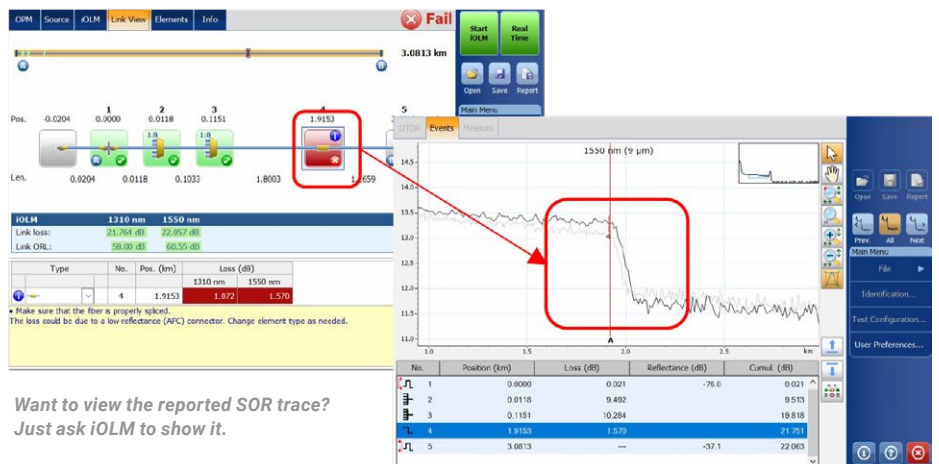 OPM Source iOLM Link View Elements Info
Fail
Start iOLM
Real Time
3.0813 km
A
B
Open Save Report
Main Menu
1 2 3 4 5
Pos. -0.0204 0.0000 0.0118 0.1151 1.9153
1:8 1:8
A
Len. 0.0204 0.0118 0.1033 1.8003
iOLM 1310 nm 1550 nm
Link loss: 21.764 dB 22.057 dB
Link ORL: 58.00 dB 60.55 dB
Type No. Pos. (km) Loss (dB)
1310 nm 1550 nm
4 1.9153 1.072 1.570
• Make sure that the fiber is properly spliced.
The loss could be due to a low-reflectance (APC) connector. Change element type as needed.
Want to view the reported SOR trace?
Just ask iOLM to show it.
OTDR Events Measure
1550 nm (9 μm)
14.5
14.0
13.5
13.0
12.5
12.0
11.5
11.0
1.0 1.5 2.0 2.5 km
A
No. Position (km) Loss (dB) Reflectance (dB) Cumul. (dB)
1 0.0000 0.021 -76.0 0.021
2 0.0118 9.492 9.513
3 0.1151 10.284 19.818
4 1.9153 1.570 21.751
5 3.0813 --- -37.1 22.063
Open Save Report
Prev. All Next
Main Menu
File
Identification...
Test Configuration...
User Preferences...